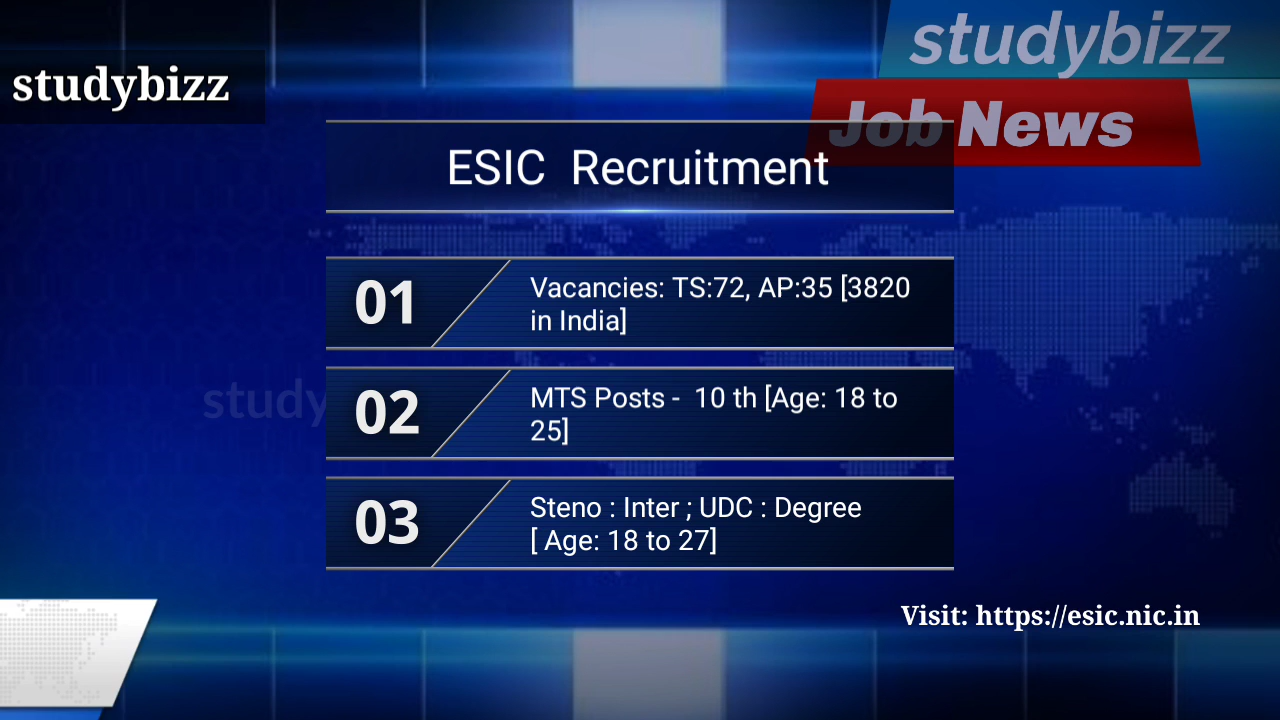 studybizz
studybizz
Job News
ESIC Recruitment
01
Vacancies: TS:72, AP:35 [3820
in India]
02
MTS Posts - 10 th [Age: 18 to
25]
03
Steno : Inter ; UDC : Degree
[ Age: 18 to 27]
study
Visit: https://esic.nic.in